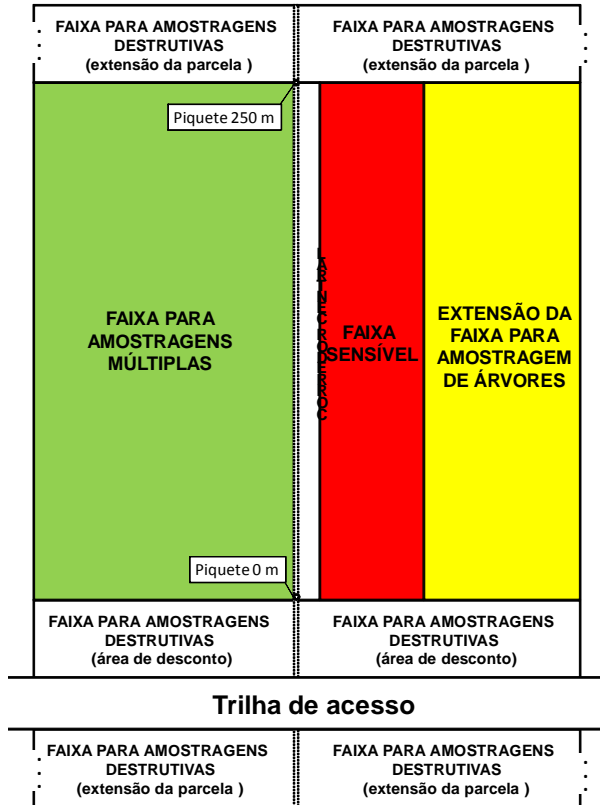 FAIXA PARA AMOSTRAGENS
DESTRUTIVAS
(extensão da parcela )
FAIXA PARA AMOSTRAGENS
DESTRUTIVAS
(extensão da parcela )
Piquete 250 m
FAIXA PARA
AMOSTRAGENS
MÚLTIPLAS
FAIXA
SENSÍVEL
EXTENSÃO DA
FAIXA PARA
AMOSTRAGEM
DE ÁRVORES
Piquete 0 m
FAIXA PARA AMOSTRAGENS
DESTRUTIVAS
(área de desconto)
FAIXA PARA AMOSTRAGENS
DESTRUTIVAS
(área de desconto)
Trilha de acesso
FAIXA PARA AMOSTRAGENS
DESTRUTIVAS
(extensão da parcela )
FAIXA PARA AMOSTRAGENS
DESTRUTIVAS
(extensão da parcela )